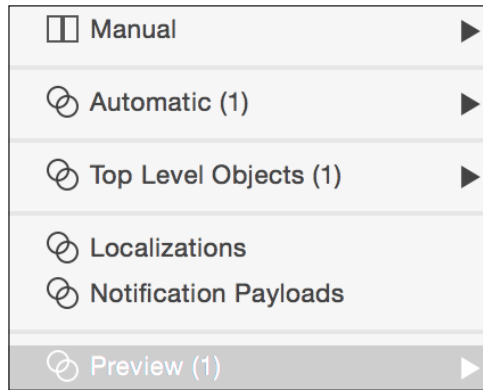 Manual
Automatic (1)
Top Level Objects (1)
Localizations
Notification Payloads
Preview (1)